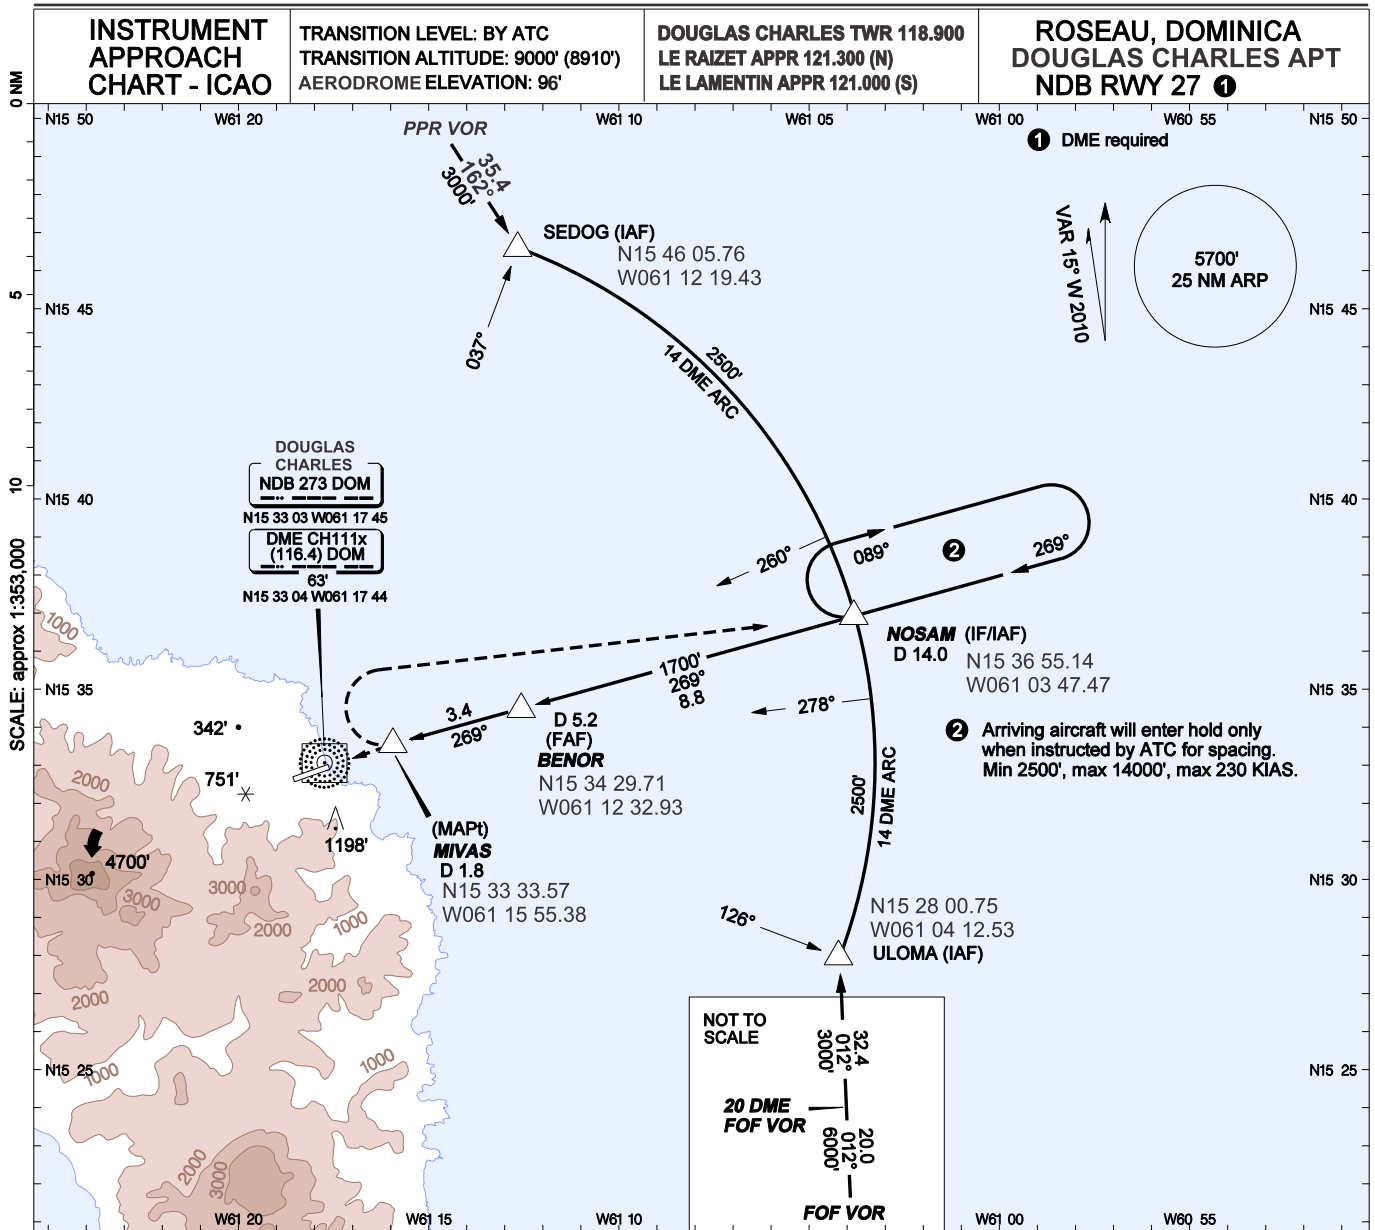 INSTRUMENT
APPROACH
CHART - ICAO
TRANSITION LEVEL: BY ATC
TRANSITION ALTITUDE: 9000' (8910')
AERODROME ELEVATION: 96'
DOUGLAS CHARLES TWR 118.900
LE RAIZET APPR 121.300 (N)
LE LAMENTIN APPR 121.000 (S)
ROSEAU, DOMINICA
DOUGLAS CHARLES APT
NDB RWY 27 1
0 NM
5
10
SCALE: approx 1:353,000
N15 50
W61 20
W61 10
W61 05
W61 00
W60 55
N15 50
PPR VOR
35.4
162°
3000'
1 DME required
VAR 15° W 2010
5700'
25 NM ARP
SEDOG (IAF)
N15 46 05.76
W061 12 19.43
037°
N15 45
N15 45
2500'
14 DME ARC
DOUGLAS
CHARLES
NDB 273 DOM
N15 33 03 W061 17 45
DME CH111x
(116.4) DOM
63'
N15 33 04 W061 17 44
N15 40
N15 40
260°
089°
2
269°
NOSAM (IF/IAF)
D 14.0
N15 36 55.14
W061 03 47.47
1000
N15 35
N15 35
1700'
269°
8.8
278°
3.4
269°
D 5.2
(FAF)
BENOR
N15 34 29.71
W061 12 32.93
2 Arriving aircraft will enter hold only
when instructed by ATC for spacing.
Min 2500', max 14000', max 230 KIAS.
342'
751'
2000
1198'
4700'
(MAPt)
MIVAS
D 1.8
N15 33 33.57
W061 15 55.38
2500'
14 DME ARC
N15 30
N15 30
3000
3000
2000
1000
126°
N15 28 00.75
W061 04 12.53
ULOMA (IAF)
2000
2000
NOT TO
SCALE
32.4
012°
3000'
20 DME
FOF VOR
20.0
012°
6000'
FOF VOR
N15 25
N15 25
1000
1000
2000
3000
W61 20
W61 15
W61 10
W61 00
W60 55